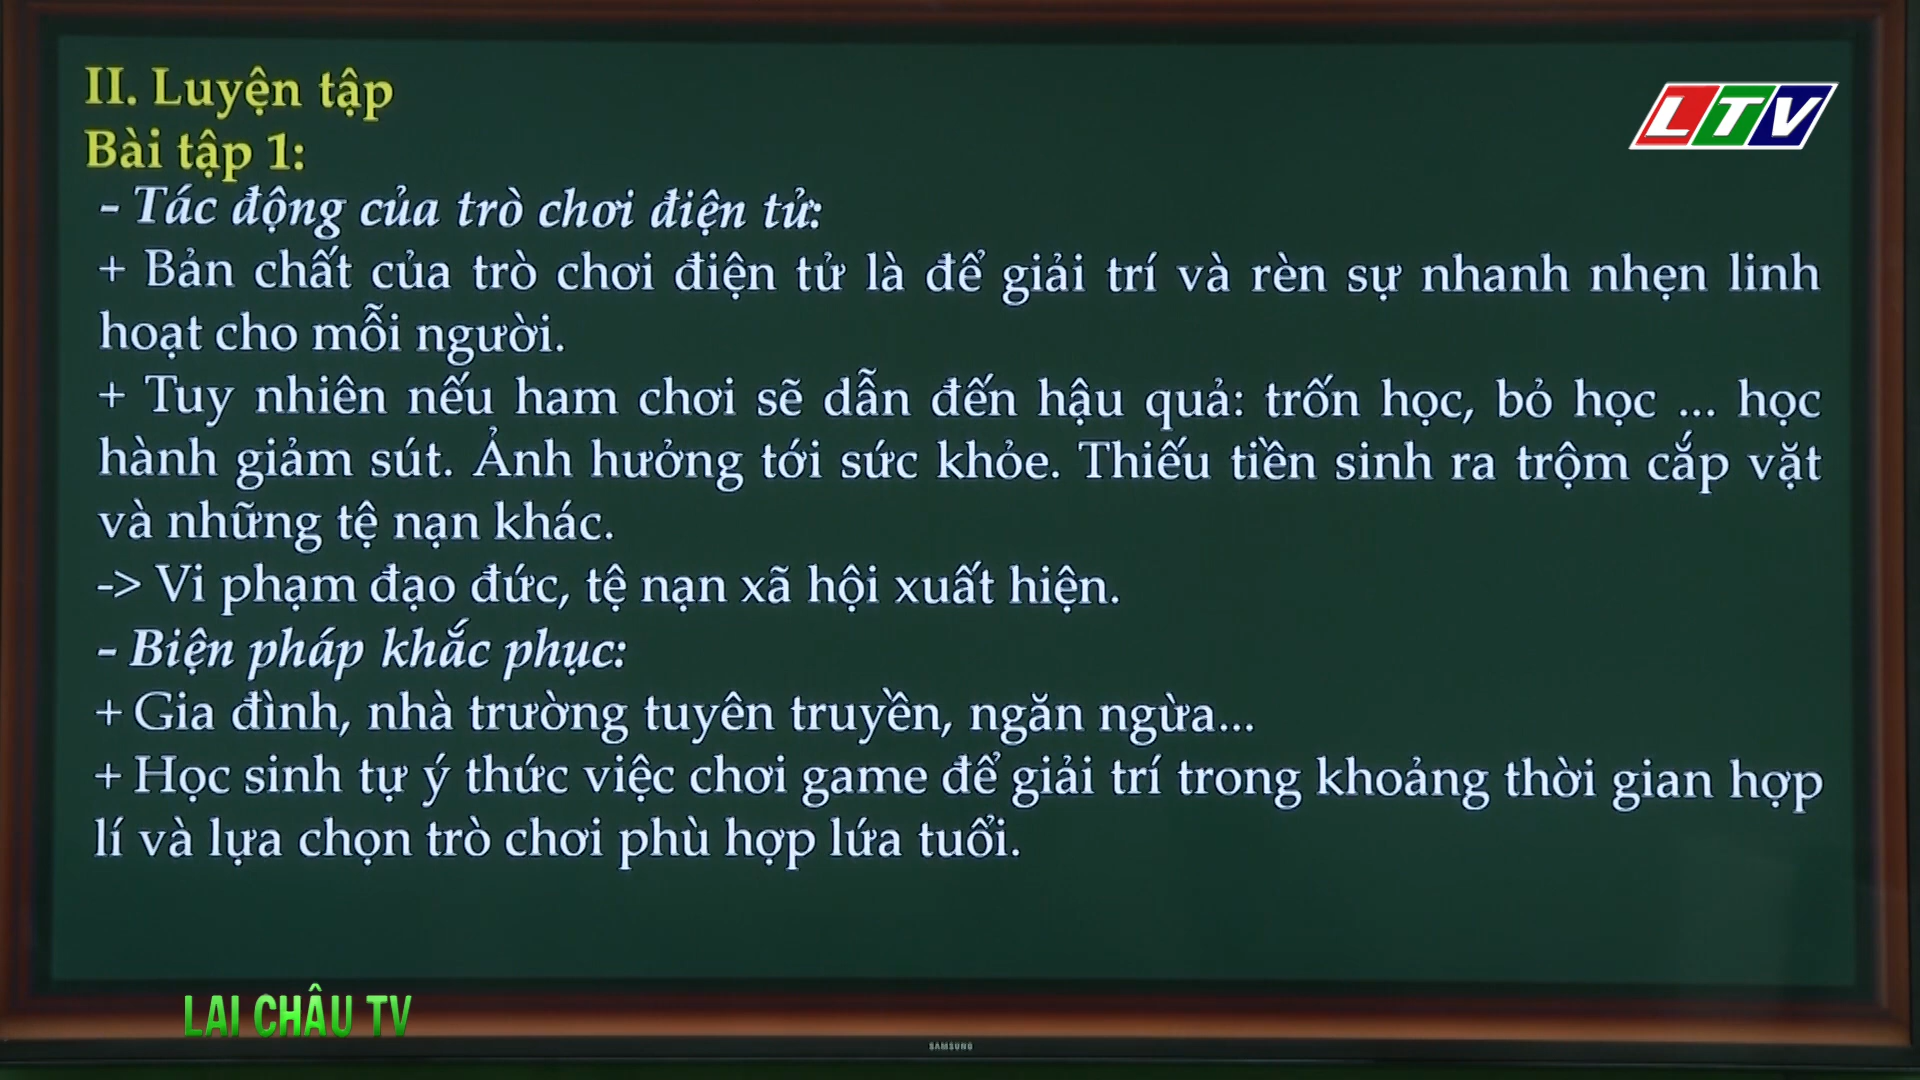 II. Luyện tập
LTV
Bài tập 1:
- Tác động của trò chơi điện tử:
+ Bản chất của trò chơi điện tử là để giải trí và rèn sự nhanh nhẹn linh
hoạt cho mỗi người.
+ Tuy nhiên nếu ham chơi sẽ dẫn đến hậu quả: trốn học, bỏ học ... học
hành giảm sút. Ảnh hưởng tới sức khỏe. Thiếu tiền sinh ra trộm cắp vặt
và những tệ nạn khác.
-> Vi phạm đạo đức, tệ nạn xã hội xuất hiện.
- Biện pháp khắc phục:
+ Gia đình, nhà trường tuyên truyền, ngăn ngừa...
+ Học sinh tự ý thức việc chơi game để giải trí trong khoảng thời gian hợp
lí và lựa chọn trò chơi phù hợp lứa tuổi.
LAI CHÂU TV
SAMSUNG